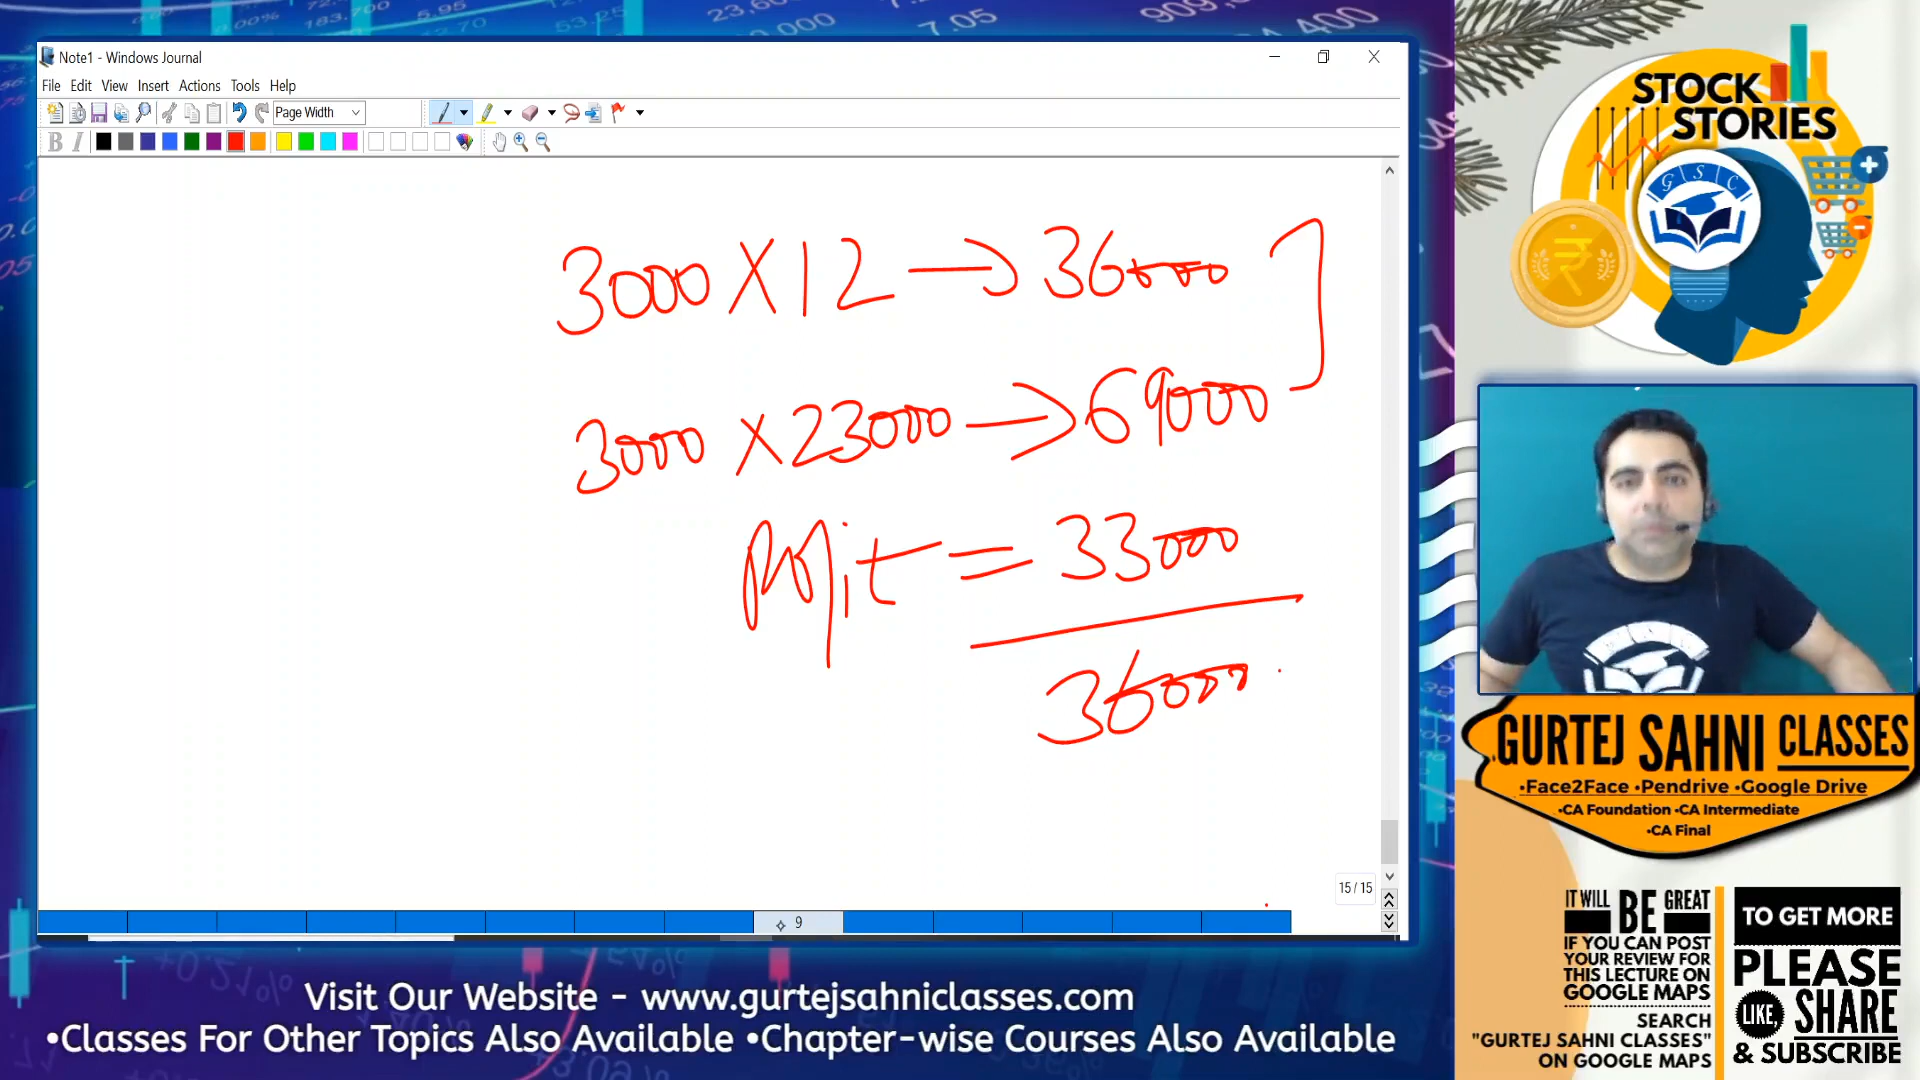 Note1 - Windows Journal
File Edit View Insert Actions Tools Help
Page Width
B I
3000 X 12 → 36000
3000 X 23000 → 69000
Profit = 33000
36000
15 / 15
9
STOCK
STORIES
G S C
GURTEJ SAHNI CLASSES
•Face2Face •Pendrive •Google Drive
•CA Foundation •CA Intermediate
•CA Final
IT WILL BE GREAT
IF YOU CAN POST
YOUR REVIEW FOR
THIS LECTURE ON
GOOGLE MAPS
SEARCH
"GURTEJ SAHNI CLASSES"
ON GOOGLE MAPS
TO GET MORE
PLEASE
LIKE, SHARE
& SUBSCRIBE
Visit Our Website - www.gurtejsahniclasses.com
•Classes For Other Topics Also Available •Chapter-wise Courses Also Available